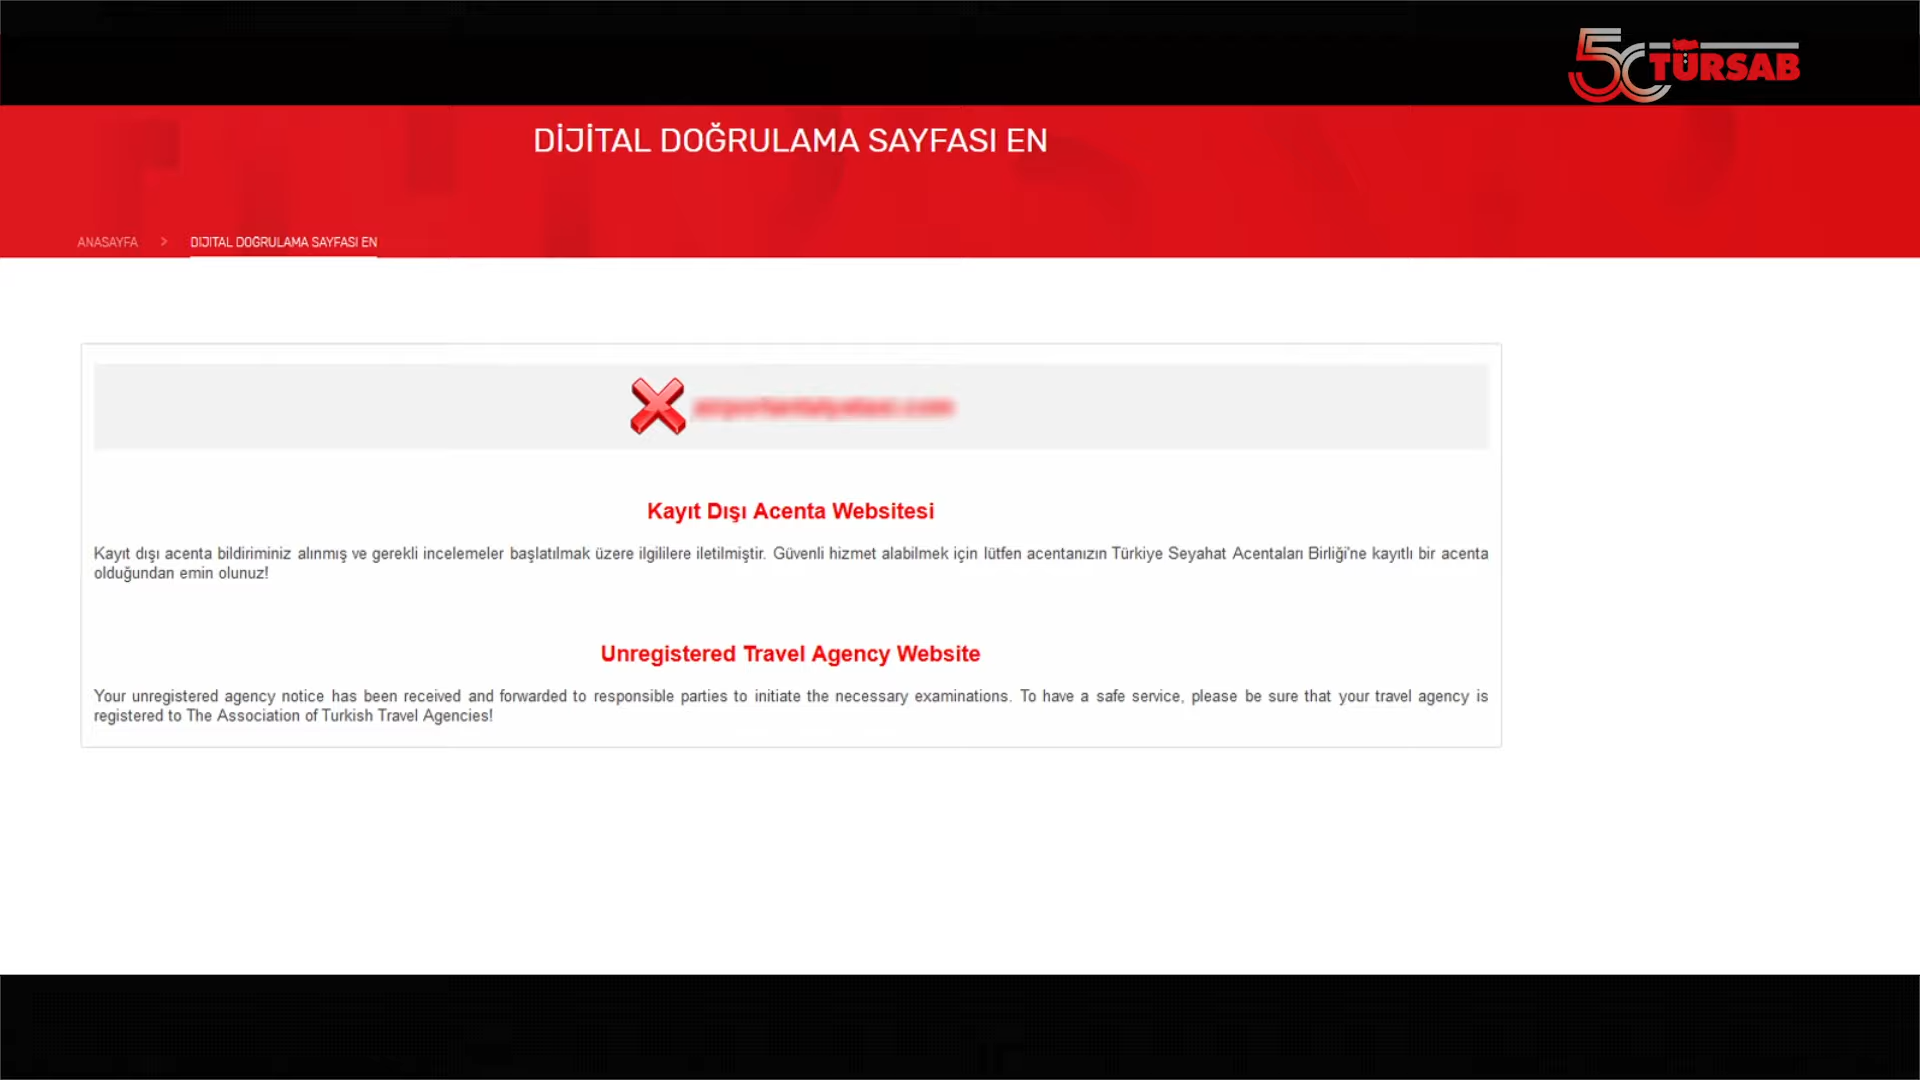 50 TÜRSAB
DİJİTAL DOĞRULAMA SAYFASI EN
ANASAYFA > DIJITAL DOĞRULAMA SAYFASI EN
Kayıt Dışı Acenta Websitesi
Kayıt dışı acenta bildiriminiz alınmış ve gerekli incelemeler başlatılmak üzere ilgililere iletilmiştir. Güvenli hizmet alabilmek için lütfen acentanızın Türkiye Seyahat Acentaları Birliği'ne kayıtlı bir acenta
olduğundan emin olunuz!
Unregistered Travel Agency Website
Your unregistered agency notice has been received and forwarded to responsible parties to initiate the necessary examinations. To have a safe service, please be sure that your travel agency is
registered to The Association of Turkish Travel Agencies!